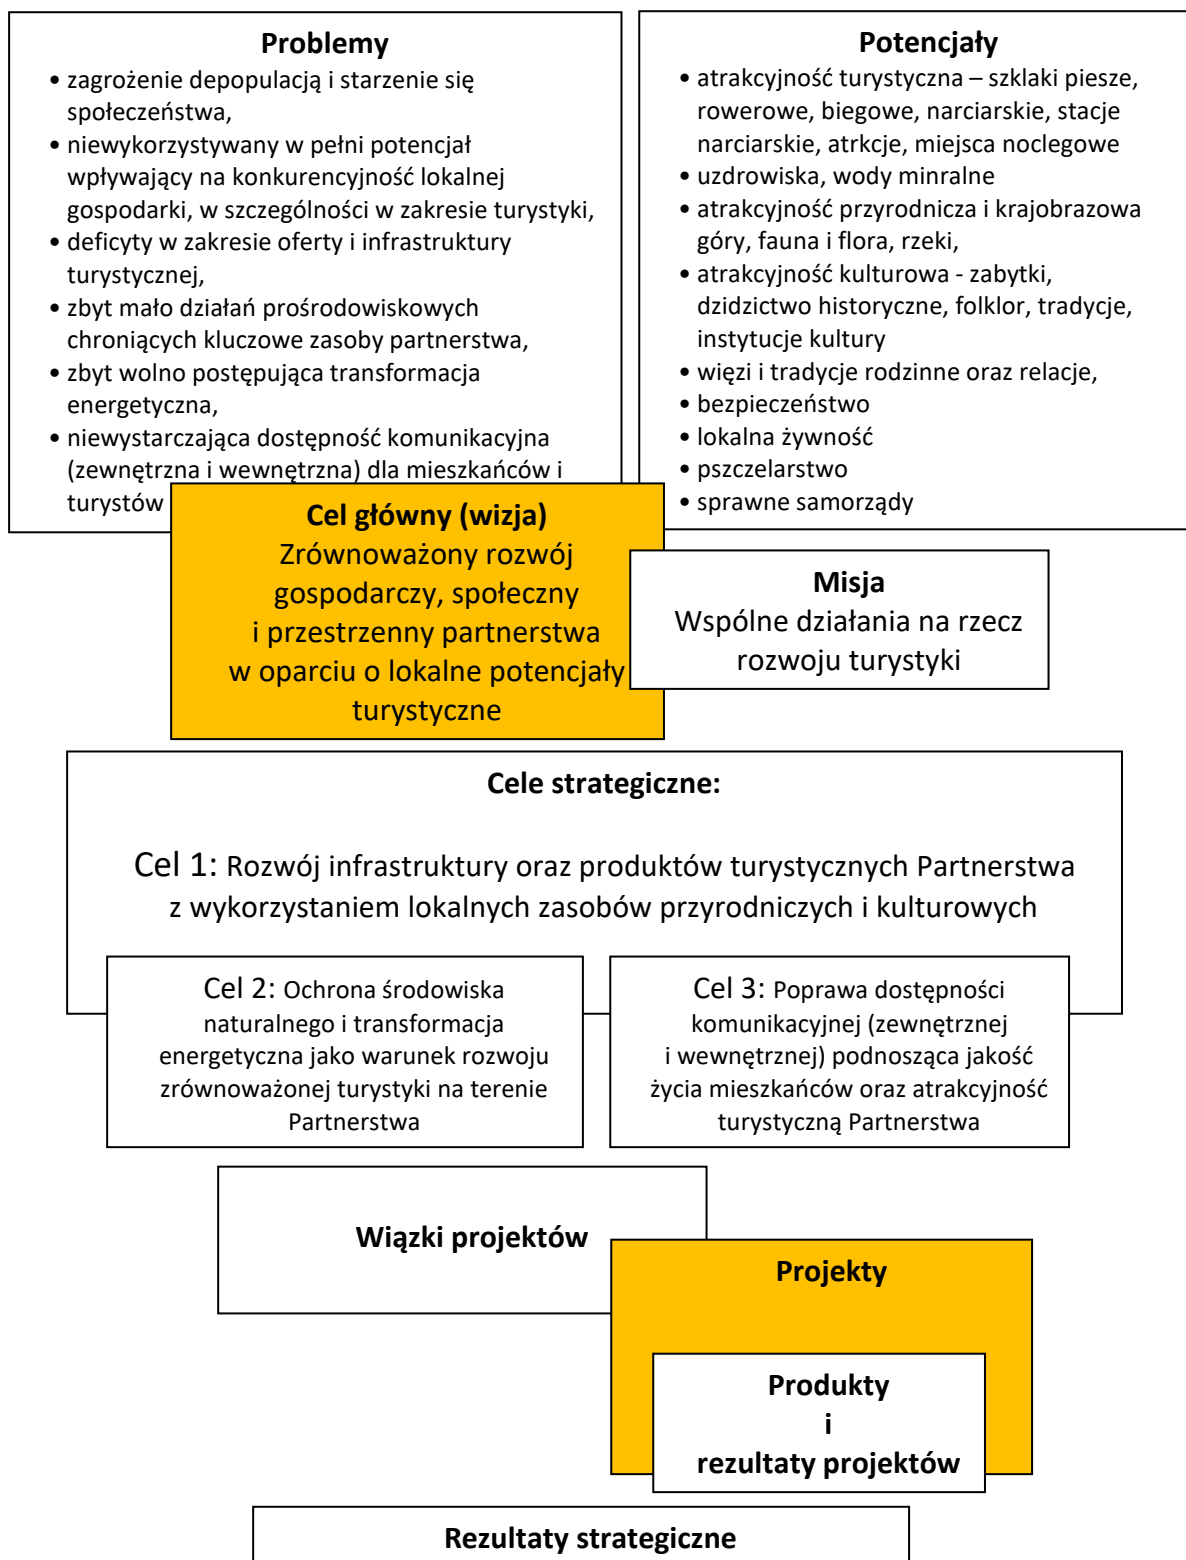 Problemy
• zagrożenie depopulacją i starzenie się
społeczeństwa,
• niewykorzystywany w pełni potencjał
wpływający na konkurencyjność lokalnej
gospodarki, w szczególności w zakresie turystyki,
• deficyty w zakresie oferty i infrastruktury
turystycznej,
• zbyt mało działań prośrodowiskowych
chroniących kluczowe zasoby partnerstwa,
• zbyt wolno postępująca transformacja
energetyczna,
• niewystarczająca dostępność komunikacyjna
(zewnętrzna i wewnętrzna) dla mieszkańców i
turystów
Potencjały
• atrakcyjność turystyczna – szklaki piesze,
rowerowe, biegowe, narciarskie, stacje
narciarskie, atrkcje, miejsca noclegowe
• uzdrowiska, wody minralne
• atrakcyjność przyrodnicza i krajobrazowa
góry, fauna i flora, rzeki,
• atrakcyjność kulturowa - zabytki,
dzidzictwo historyczne, folklor, tradycje,
instytucje kultury
• więzi i tradycje rodzinne oraz relacje,
• bezpieczeństwo
• lokalna żywność
• pszczelarstwo
• sprawne samorządy
Cel główny (wizja)
Zrównoważony rozwój
gospodarczy, społeczny
i przestrzenny partnerstwa
w oparciu o lokalne potencjały
turystyczne
Misja
Wspólne działania na rzecz
rozwoju turystyki
Cele strategiczne:
Cel 1: Rozwój infrastruktury oraz produktów turystycznych Partnerstwa
z wykorzystaniem lokalnych zasobów przyrodniczych i kulturowych
Cel 2: Ochrona środowiska
naturalnego i transformacja
energetyczna jako warunek rozwoju
zrównoważonej turystyki na terenie
Partnerstwa
Cel 3: Poprawa dostępności
komunikacyjnej (zewnętrznej
i wewnętrznej) podnosząca jakość
życia mieszkańców oraz atrakcyjność
turystyczną Partnerstwa
Wiązki projektów
Projekty
Produkty
i
rezultaty projektów
Rezultaty strategiczne